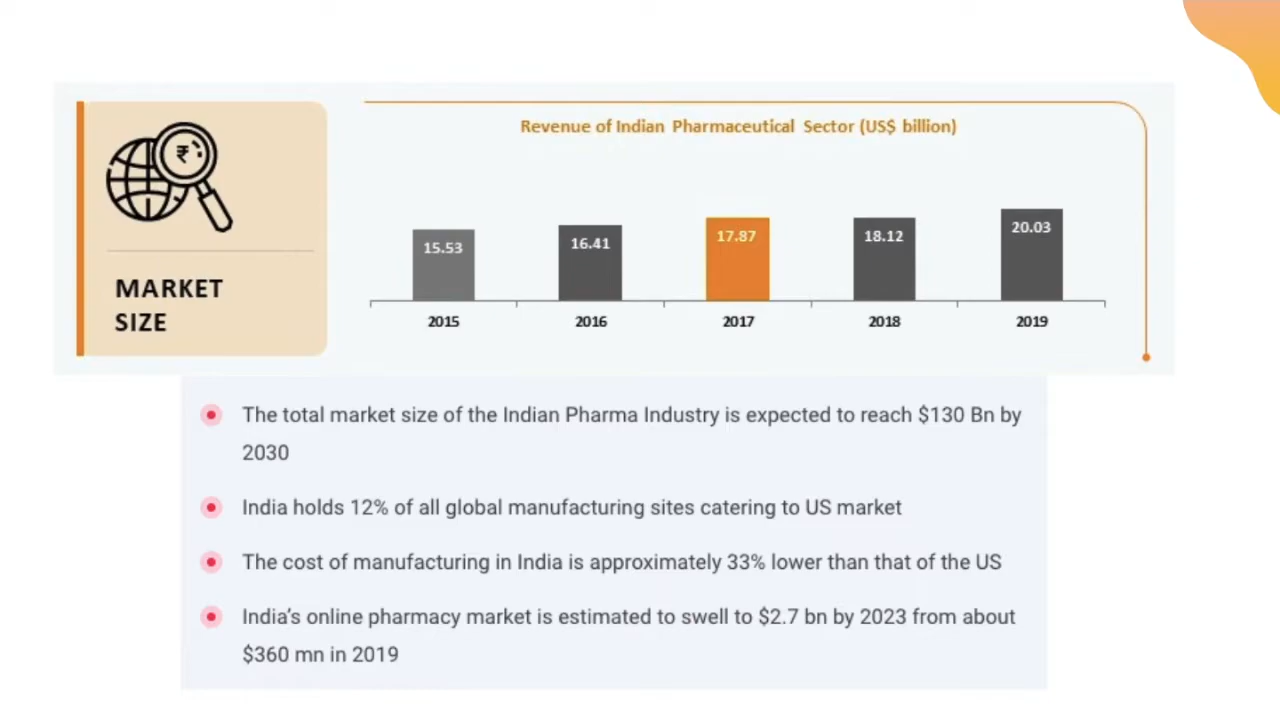 ₹
MARKET
SIZE
Revenue of Indian Pharmaceutical Sector (US$ billion)
15.53
16.41
17.87
18.12
20.03
2015
2016
2017
2018
2019
The total market size of the Indian Pharma Industry is expected to reach $130 Bn by
2030
India holds 12% of all global manufacturing sites catering to US market
The cost of manufacturing in India is approximately 33% lower than that of the US
India’s online pharmacy market is estimated to swell to $2.7 bn by 2023 from about
$360 mn in 2019